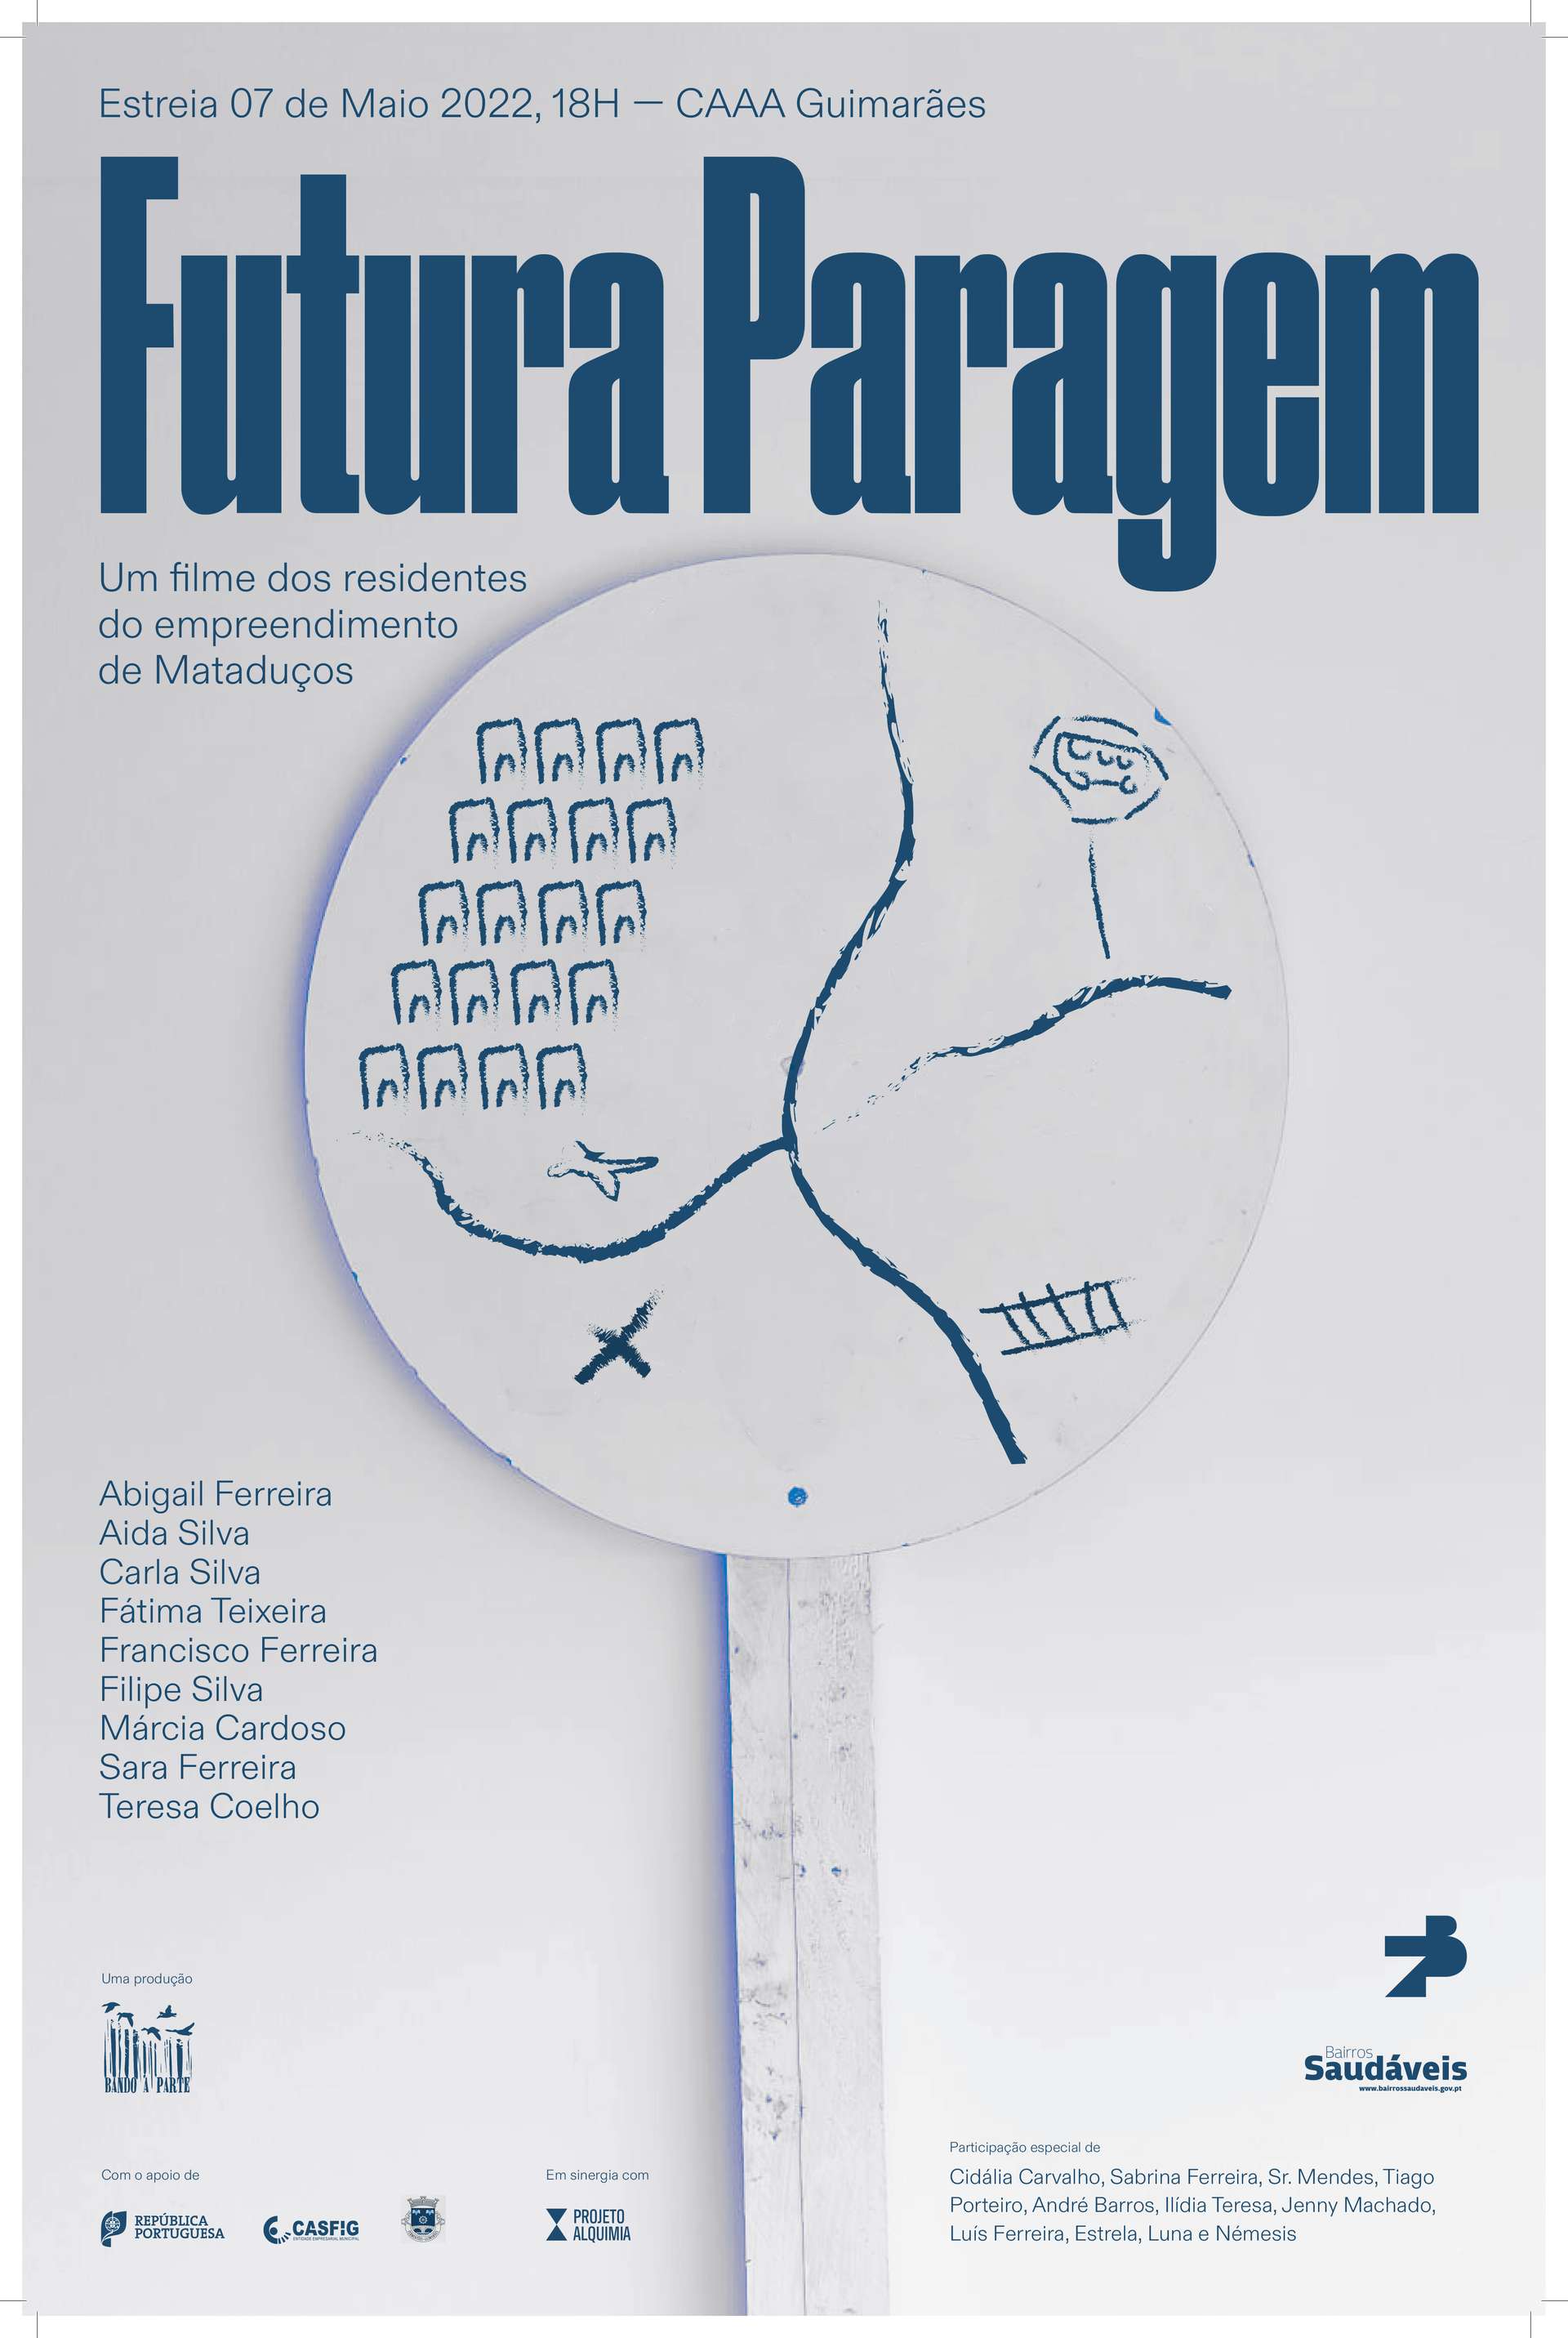 Estreia 07 de Maio 2022, 18H — CAAA Guimarães
Futura Paragem
Um filme dos residentes
do empreendimento
de Mataduços
Abigail Ferreira
Aida Silva
Carla Silva
Fátima Teixeira
Francisco Ferreira
Filipe Silva
Márcia Cardoso
Sara Ferreira
Teresa Coelho
Uma produção
BANDO À PARTE
Bairros
Saudáveis
www.bairrossaudaveis.gov.pt
Com o apoio de
REPÚBLICA
PORTUGUESA
CASFIG
ENTIDADE EMPRESARIAL MUNICIPAL
Em sinergia com
PROJETO
ALQUIMIA
Participação especial de
Cidália Carvalho, Sabrina Ferreira, Sr. Mendes, Tiago
Porteiro, André Barros, Ilídia Teresa, Jenny Machado,
Luís Ferreira, Estrela, Luna e Némesis